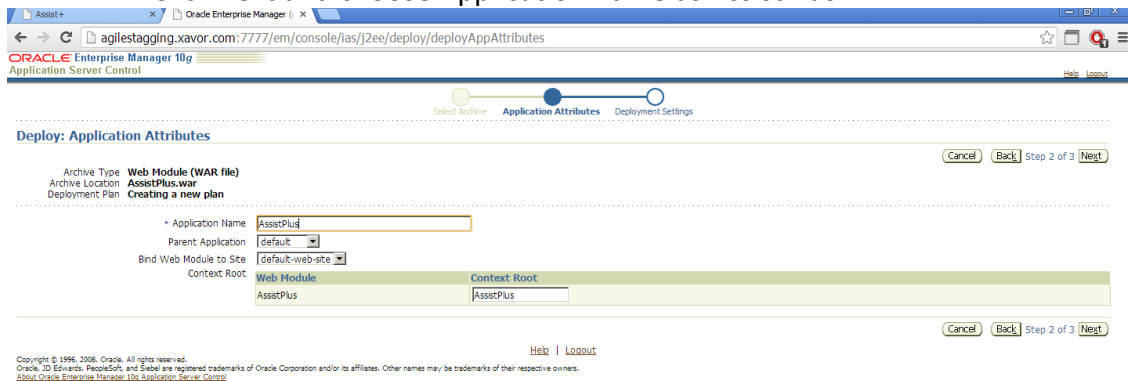 Assist+ × Oracle Enterprise Manager ( ×
agilestagging.xavor.com:7777/em/console/ias/j2ee/deploy/deployAppAttributes
ORACLE Enterprise Manager 10g
Application Server Control
Help Logout
Select Archive Application Attributes Deployment Settings
Deploy: Application Attributes
Cancel Back Step 2 of 3 Next
Archive Type Web Module (WAR file)
Archive Location AssistPlus.war
Deployment Plan Creating a new plan
* Application Name AssistPlus
Parent Application default
Bind Web Module to Site default-web-site
Context Root
Web Module Context Root
AssistPlus AssistPlus
Cancel Back Step 2 of 3 Next
Help | Logout
Copyright © 1996, 2008, Oracle. All rights reserved.
Oracle, JD Edwards, PeopleSoft, and Siebel are registered trademarks of Oracle Corporation and/or its affiliates. Other names may be trademarks of their respective owners.
About Oracle Enterprise Manager 10g Application Server Control